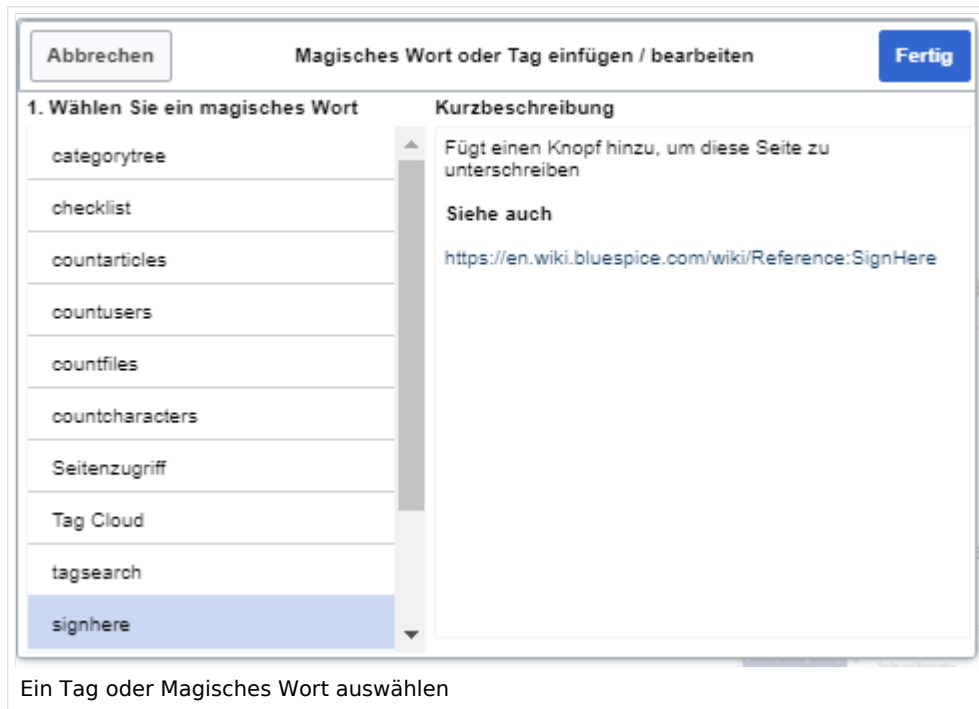 Abbrechen
Magisches Wort oder Tag einfügen / bearbeiten
Fertig
1. Wählen Sie ein magisches Wort
categorytree
checklist
countarticles
countusers
countfiles
countcharacters
Seitenzugriff
Tag Cloud
tagsearch
signhere
Kurzbeschreibung
Fügt einen Knopf hinzu, um diese Seite zu
unterschreiben
Siehe auch
https://en.wiki.bluespice.com/wiki/Reference:SignHere
Ein Tag oder Magisches Wort auswählen